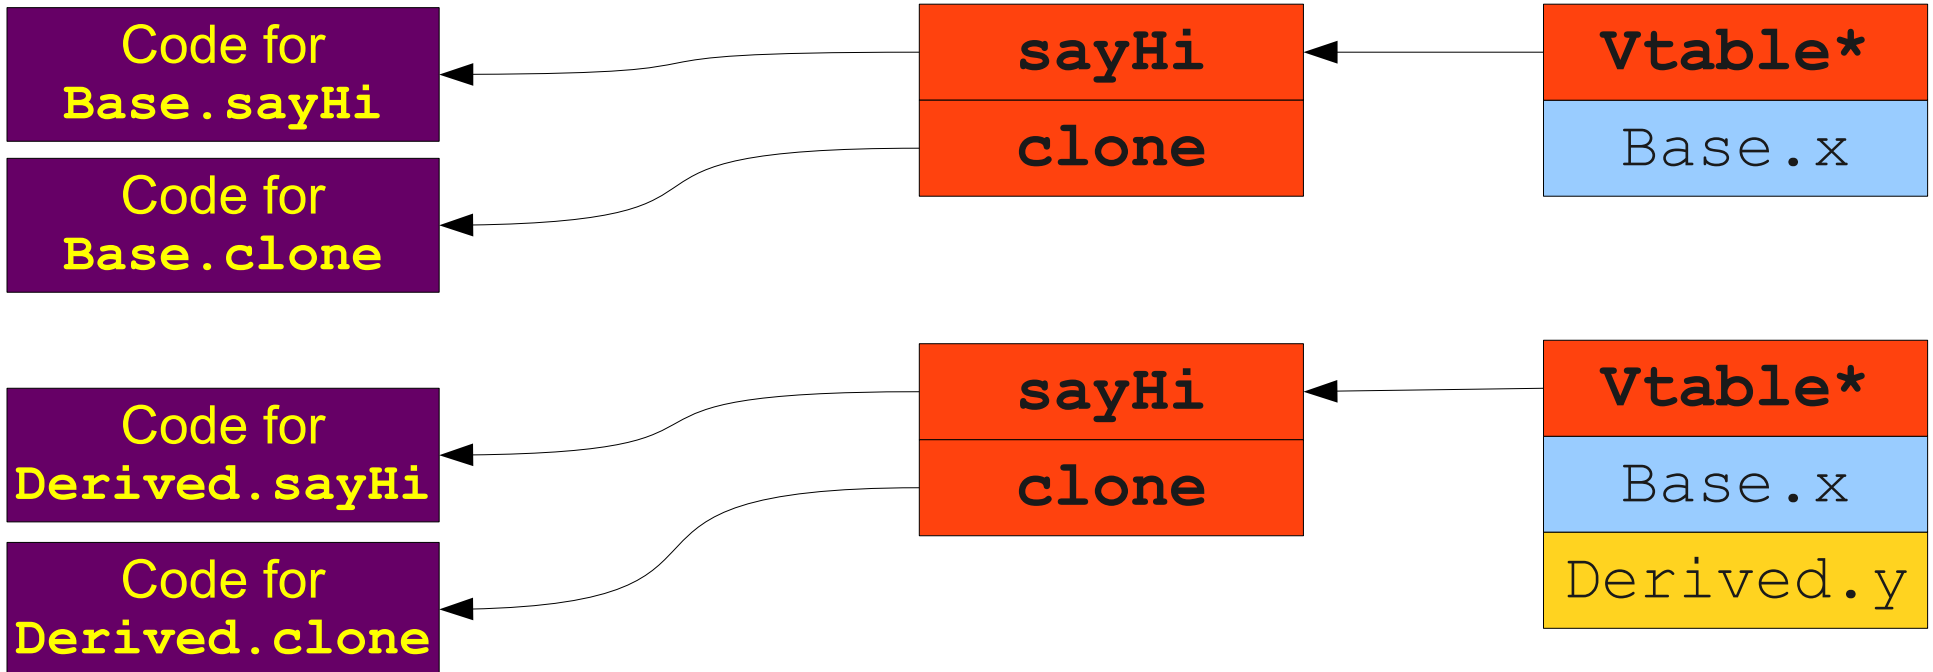 Code for
Base.sayHi
Code for
Base.clone
sayHi
clone
Vtable*
Base.x
Code for
Derived.sayHi
Code for
Derived.clone
sayHi
clone
Vtable*
Base.x
Derived.y